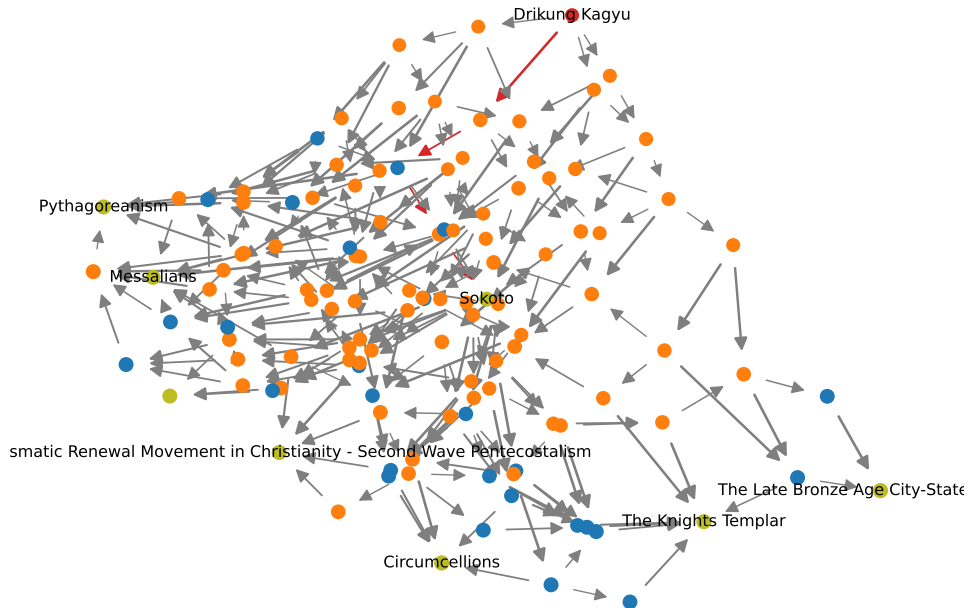 Drikung Kagyu
Pythagoreanism
Messalians
Sokoto
smatic Renewal Movement in Christianity - Second Wave Pentecostalism
The Late Bronze Age City-State
The Knights Templar
Circumcellions